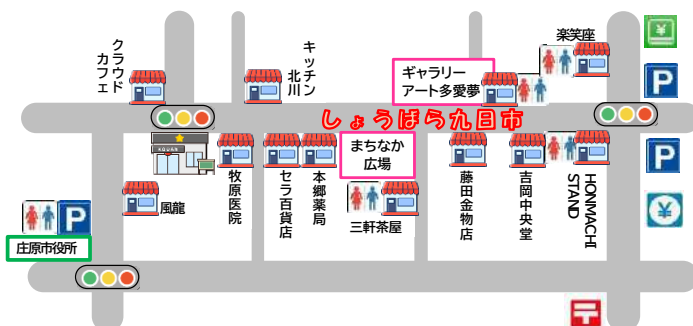 楽笑座
クラウド
カフェ
キッチン
北川
ギャラリー
アート多愛夢
P
しょうばら九日市
KOUBAN
牧原医院
セラ百貨店
本郷薬局
まちなか
広場
藤田金物店
吉岡中央堂
HONMACHI
STAND
P
風龍
三軒茶屋
P
庄原市役所